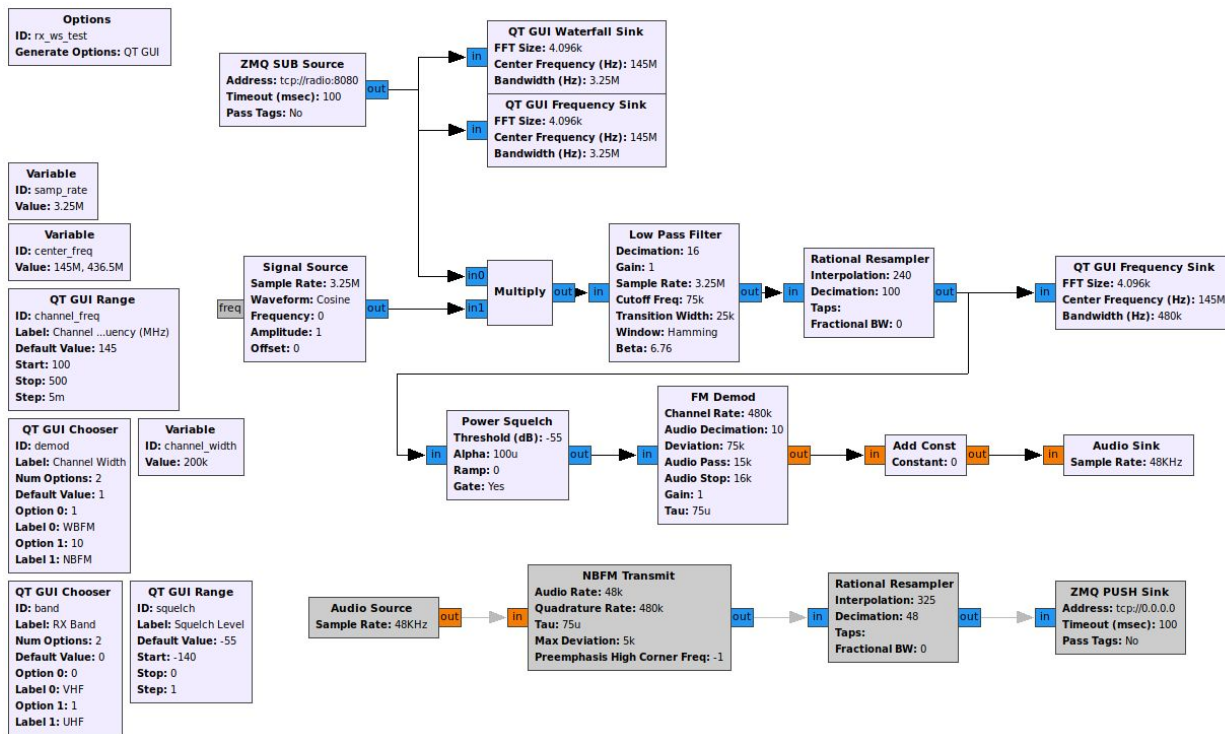 Options
ID: rx_ws_test
Generate Options: QT GUI
ZMQ SUB Source
Address: tcp://radio:8080
Timeout (msec): 100
Pass Tags: No
out
in
QT GUI Waterfall Sink
FFT Size: 4.096k
Center Frequency (Hz): 145M
Bandwidth (Hz): 3.25M
in
QT GUI Frequency Sink
FFT Size: 4.096k
Center Frequency (Hz): 145M
Bandwidth (Hz): 3.25M
Variable
ID: samp_rate
Value: 3.25M
Variable
ID: center_freq
Value: 145M, 436.5M
QT GUI Range
ID: channel_freq
Label: Channel ...uency (MHz)
Default Value: 145
Start: 100
Stop: 500
Step: 5m
freq
Signal Source
Sample Rate: 3.25M
Waveform: Cosine
Frequency: 0
Amplitude: 1
Offset: 0
out
in0
in1
Multiply
out
in
Low Pass Filter
Decimation: 16
Gain: 1
Sample Rate: 3.25M
Cutoff Freq: 75k
Transition Width: 25k
Window: Hamming
Beta: 6.76
out
in
Rational Resampler
Interpolation: 240
Decimation: 100
Taps:
Fractional BW: 0
out
in
QT GUI Frequency Sink
FFT Size: 4.096k
Center Frequency (Hz): 145M
Bandwidth (Hz): 480k
QT GUI Chooser
ID: demod
Label: Channel Width
Num Options: 2
Default Value: 1
Option 0: 1
Label 0: WBFM
Option 1: 10
Label 1: NBFM
Variable
ID: channel_width
Value: 200k
in
Power Squelch
Threshold (dB): -55
Alpha: 100u
Ramp: 0
Gate: Yes
out
in
FM Demod
Channel Rate: 480k
Audio Decimation: 10
Deviation: 75k
Audio Pass: 15k
Audio Stop: 16k
Gain: 1
Tau: 75u
out
in
Add Const
Constant: 0
out
in
Audio Sink
Sample Rate: 48KHz
QT GUI Chooser
ID: band
Label: RX Band
Num Options: 2
Default Value: 0
Option 0: 0
Label 0: VHF
Option 1: 1
Label 1: UHF
QT GUI Range
ID: squelch
Label: Squelch Level
Default Value: -55
Start: -140
Stop: 0
Step: 1
Audio Source
Sample Rate: 48KHz
out
in
NBFM Transmit
Audio Rate: 48k
Quadrature Rate: 480k
Tau: 75u
Max Deviation: 5k
Preemphasis High Corner Freq: -1
out
in
Rational Resampler
Interpolation: 325
Decimation: 48
Taps:
Fractional BW: 0
out
in
ZMQ PUSH Sink
Address: tcp://0.0.0.0
Timeout (msec): 100
Pass Tags: No